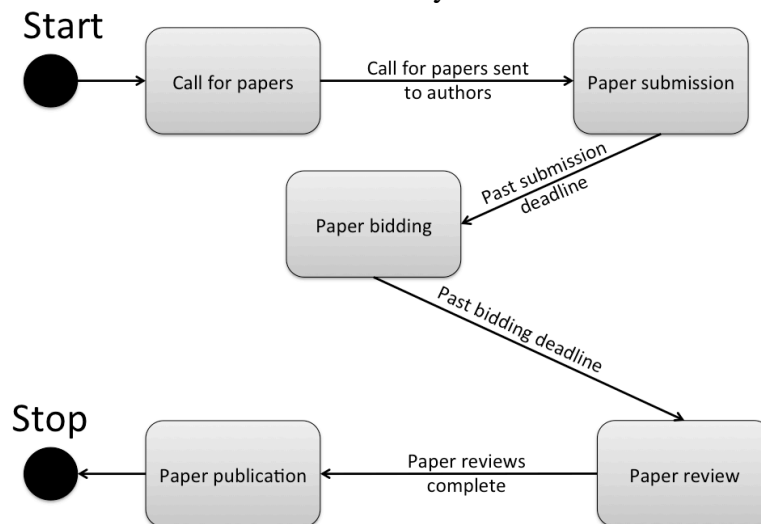 Start
Call for papers
Call for papers sent
to authors
Paper submission
Past submission
deadline
Paper bidding
Past bidding deadline
Stop
Paper publication
Paper reviews
complete
Paper review